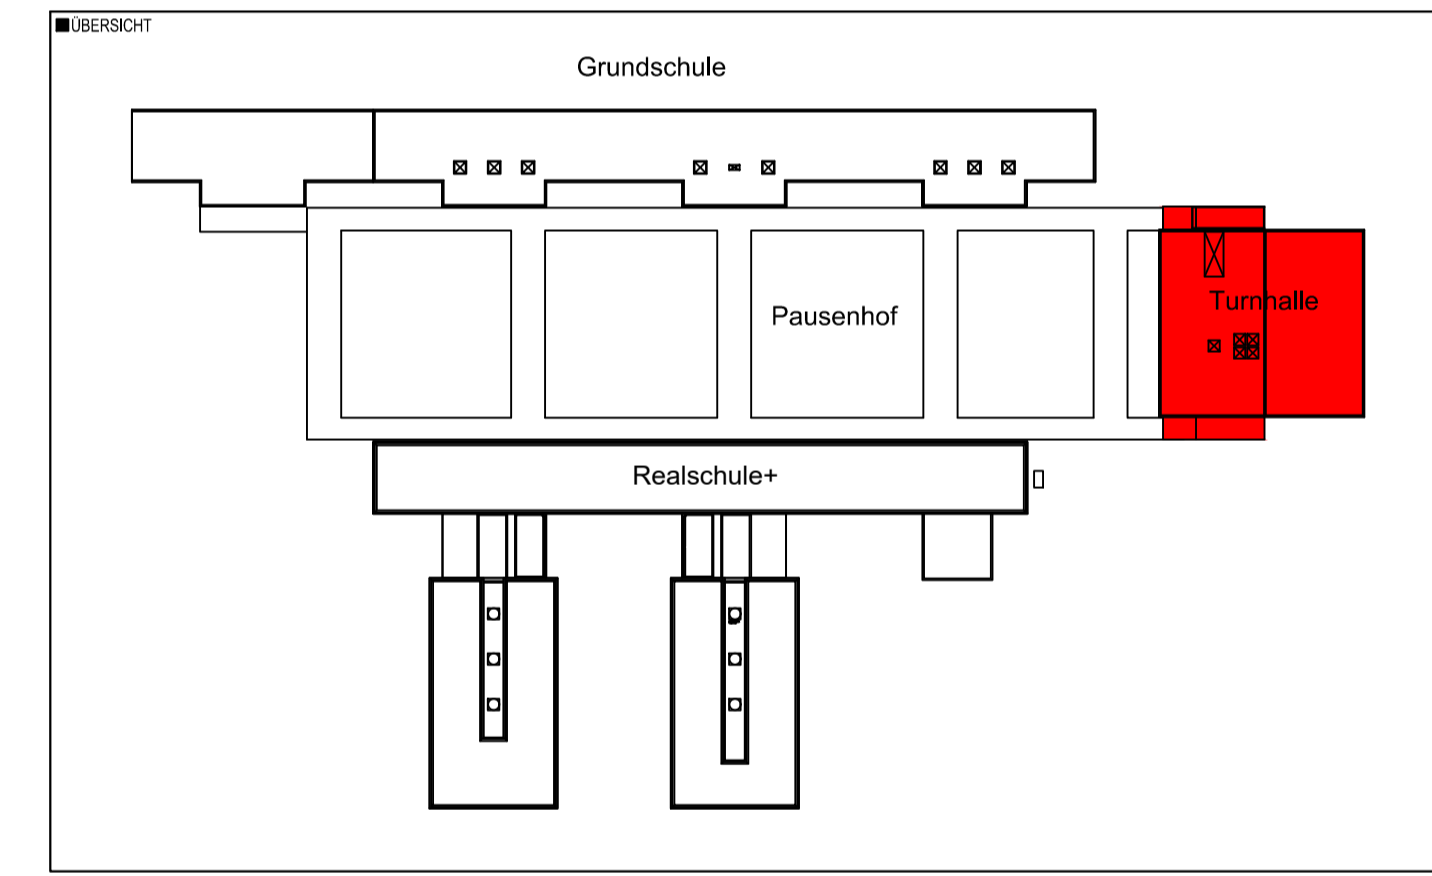 ÜBERSICHT
Grundschule
Turnhalle
Pausenhof
Realschule+